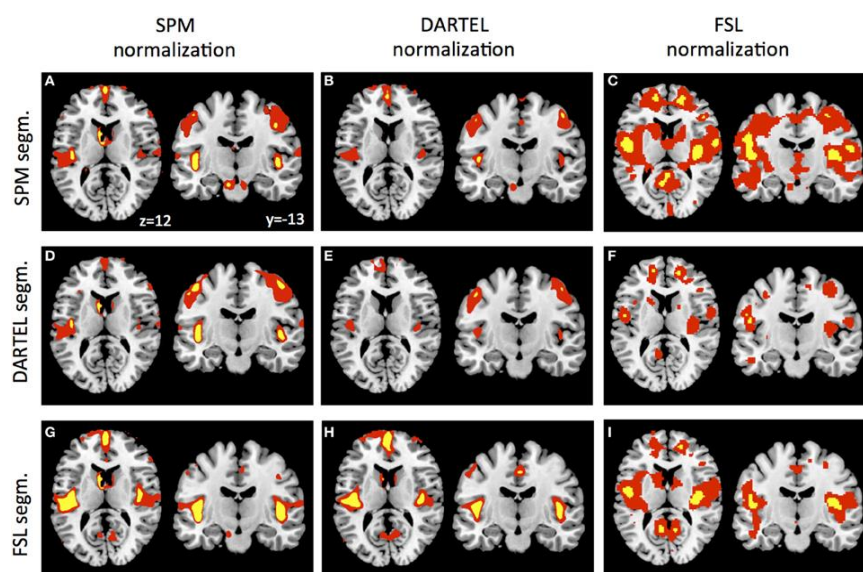 SPM
normalization
DARTEL
normalization
FSL
normalization
SPM segm.
A
z=12
y=-13
B
C
DARTEL segm.
D
E
F
FSL segm.
G
H
I